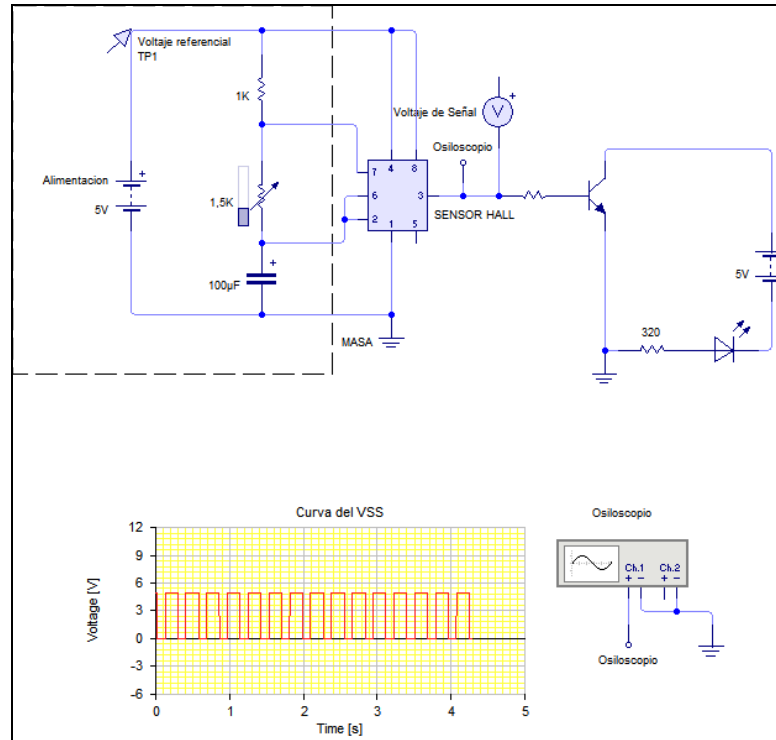 Voltaje referencial
TP1
1K
Voltaje de Señal
V
Osiloscopio
Alimentacion
5V
1,5K
7
4
8
6
3
2
1
5
SENSOR HALL
5V
100µF
MASA
320
Curva del VSS
Osiloscopio
12
9
6
3
0
-3
-6
Voltage [V]
0
1
2
3
4
5
Time [s]
Ch.1
Ch.2
+ − + −
Osiloscopio